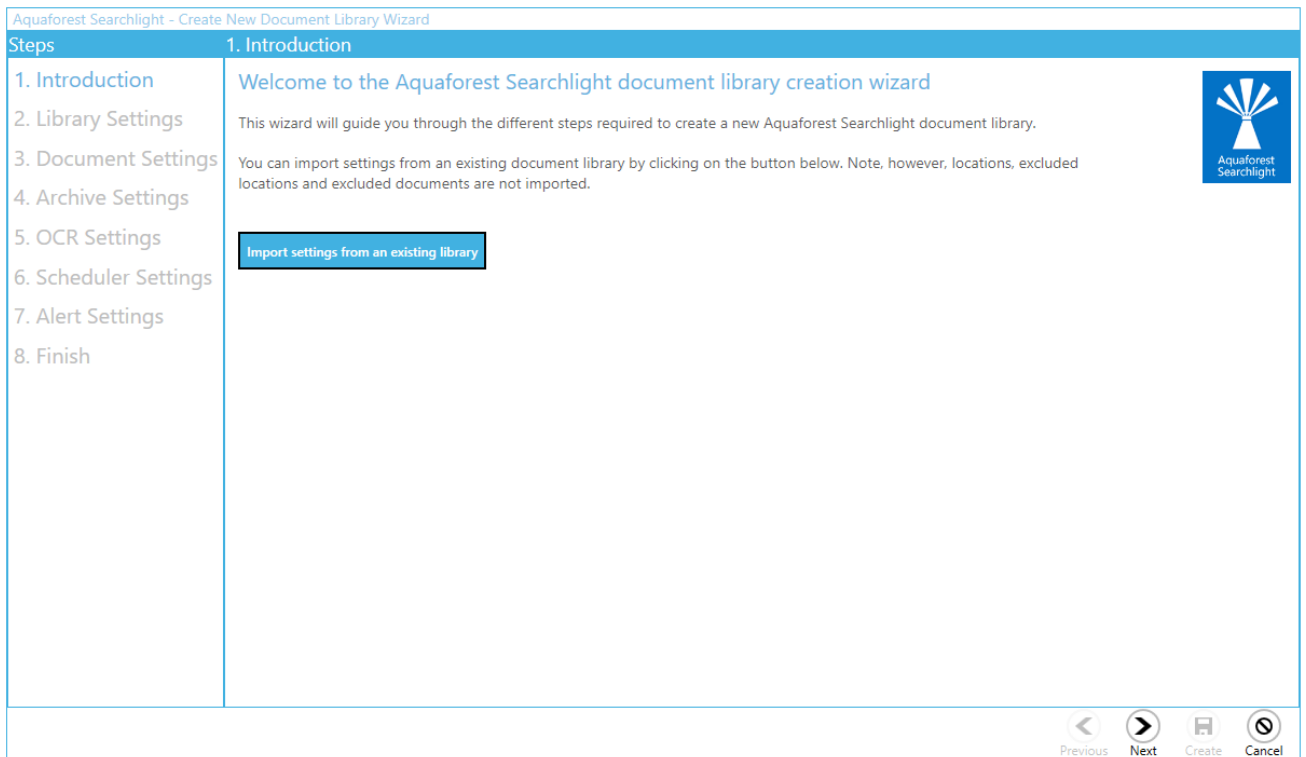 Aquaforest Searchlight - Create New Document Library Wizard
Steps
1. Introduction
1. Introduction
2. Library Settings
3. Document Settings
4. Archive Settings
5. OCR Settings
6. Scheduler Settings
7. Alert Settings
8. Finish
Welcome to the Aquaforest Searchlight document library creation wizard
This wizard will guide you through the different steps required to create a new Aquaforest Searchlight document library.
You can import settings from an existing document library by clicking on the button below. Note, however, locations, excluded
locations and excluded documents are not imported.
Import settings from an existing library
Aquaforest
Searchlight
Previous
Next
Create
Cancel